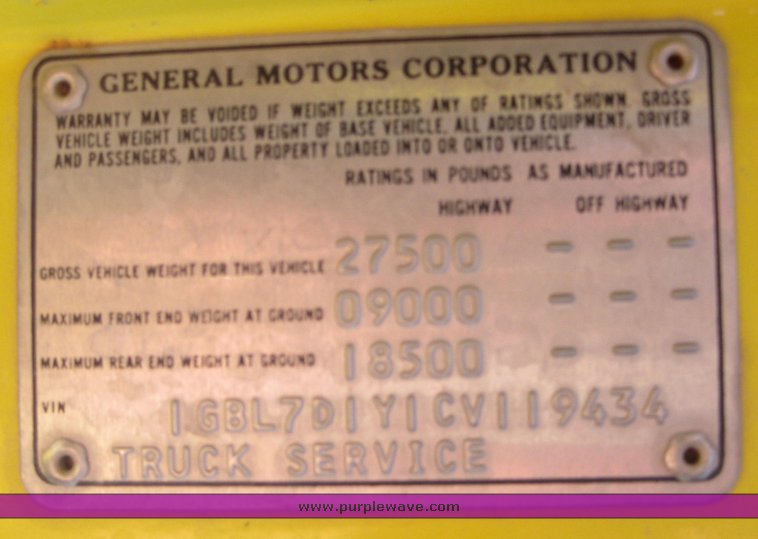 GENERAL MOTORS CORPORATION
WARRANTY MAY BE VOIDED IF WEIGHT EXCEEDS ANY OF RATINGS SHOWN. GROSS
VEHICLE WEIGHT INCLUDES WEIGHT OF BASE VEHICLE, ALL ADDED EQUIPMENT, DRIVER
AND PASSENGERS, AND ALL PROPERTY LOADED INTO OR ONTO VEHICLE.
RATINGS IN POUNDS AS MANUFACTURED
HIGHWAY OFF HIGHWAY
GROSS VEHICLE WEIGHT FOR THIS VEHICLE 27500 - - -
MAXIMUM FRONT END WEIGHT AT GROUND 09000 - - -
MAXIMUM REAR END WEIGHT AT GROUND 18500 - - -
VIN 1GBL7D1Y1CV119434
TRUCK SERVICE
www.purplewave.com